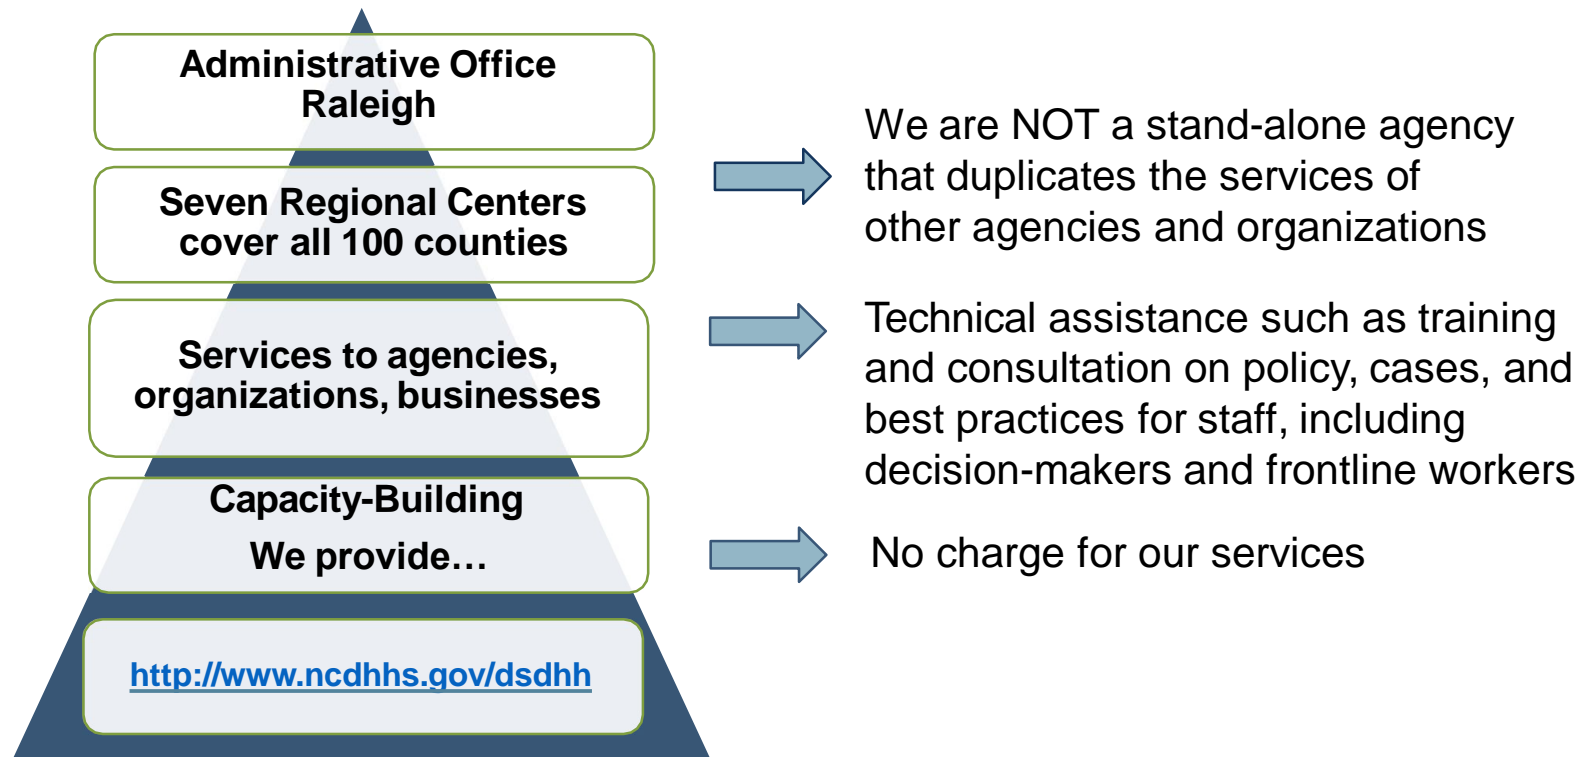 Administrative Office
Raleigh
Seven Regional Centers
cover all 100 counties
Services to agencies,
organizations, businesses
Capacity-Building
We provide…
http://www.ncdhhs.gov/dsdhh
We are NOT a stand-alone agency
that duplicates the services of
other agencies and organizations
Technical assistance such as training
and consultation on policy, cases, and
best practices for staff, including
decision-makers and frontline workers
No charge for our services